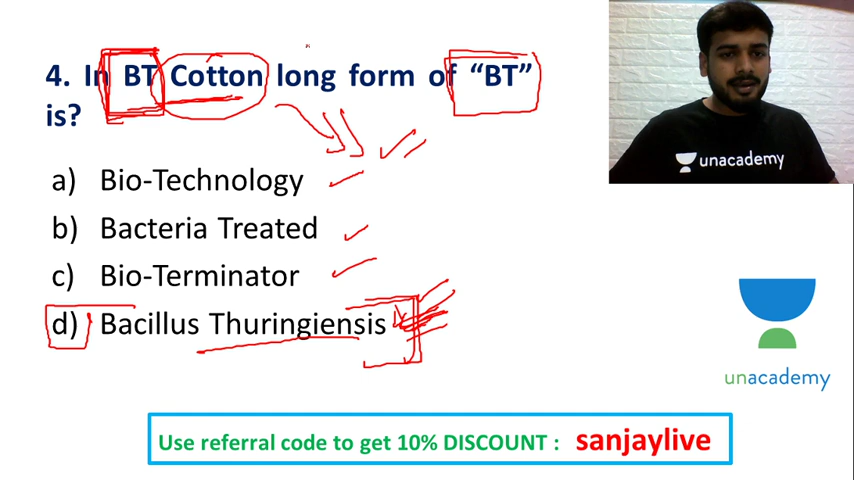 4. In BT Cotton long form of “BT”
is?
a) Bio-Technology
b) Bacteria Treated
c) Bio-Terminator
d) Bacillus Thuringiensis
unacademy
unacademy
Use referral code to get 10% DISCOUNT : sanjaylive